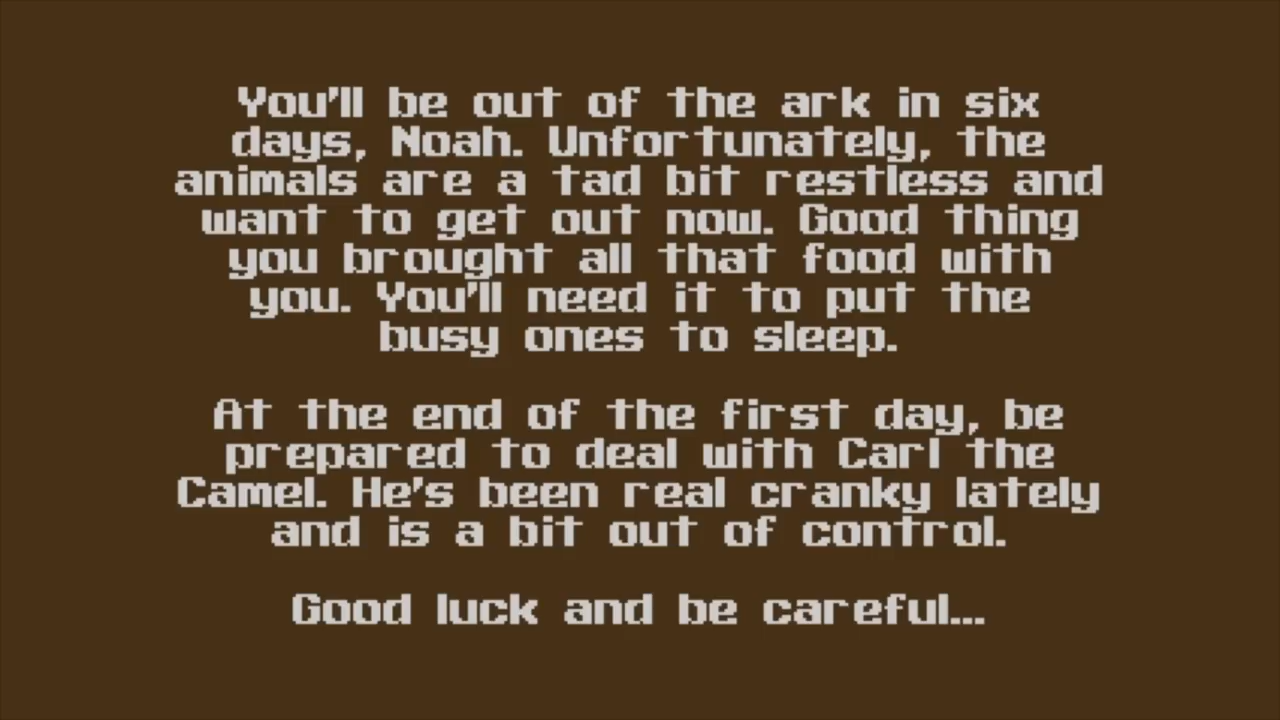 You'll be out of the ark in six
days, Noah. Unfortunately, the
animals are a tad bit restless and
want to get out now. Good thing
you brought all that food with
you. You'll need it to put the
busy ones to sleep.
At the end of the first day, be
prepared to deal with Carl the
Camel. He's been real cranky lately
and is a bit out of control.
Good luck and be careful...